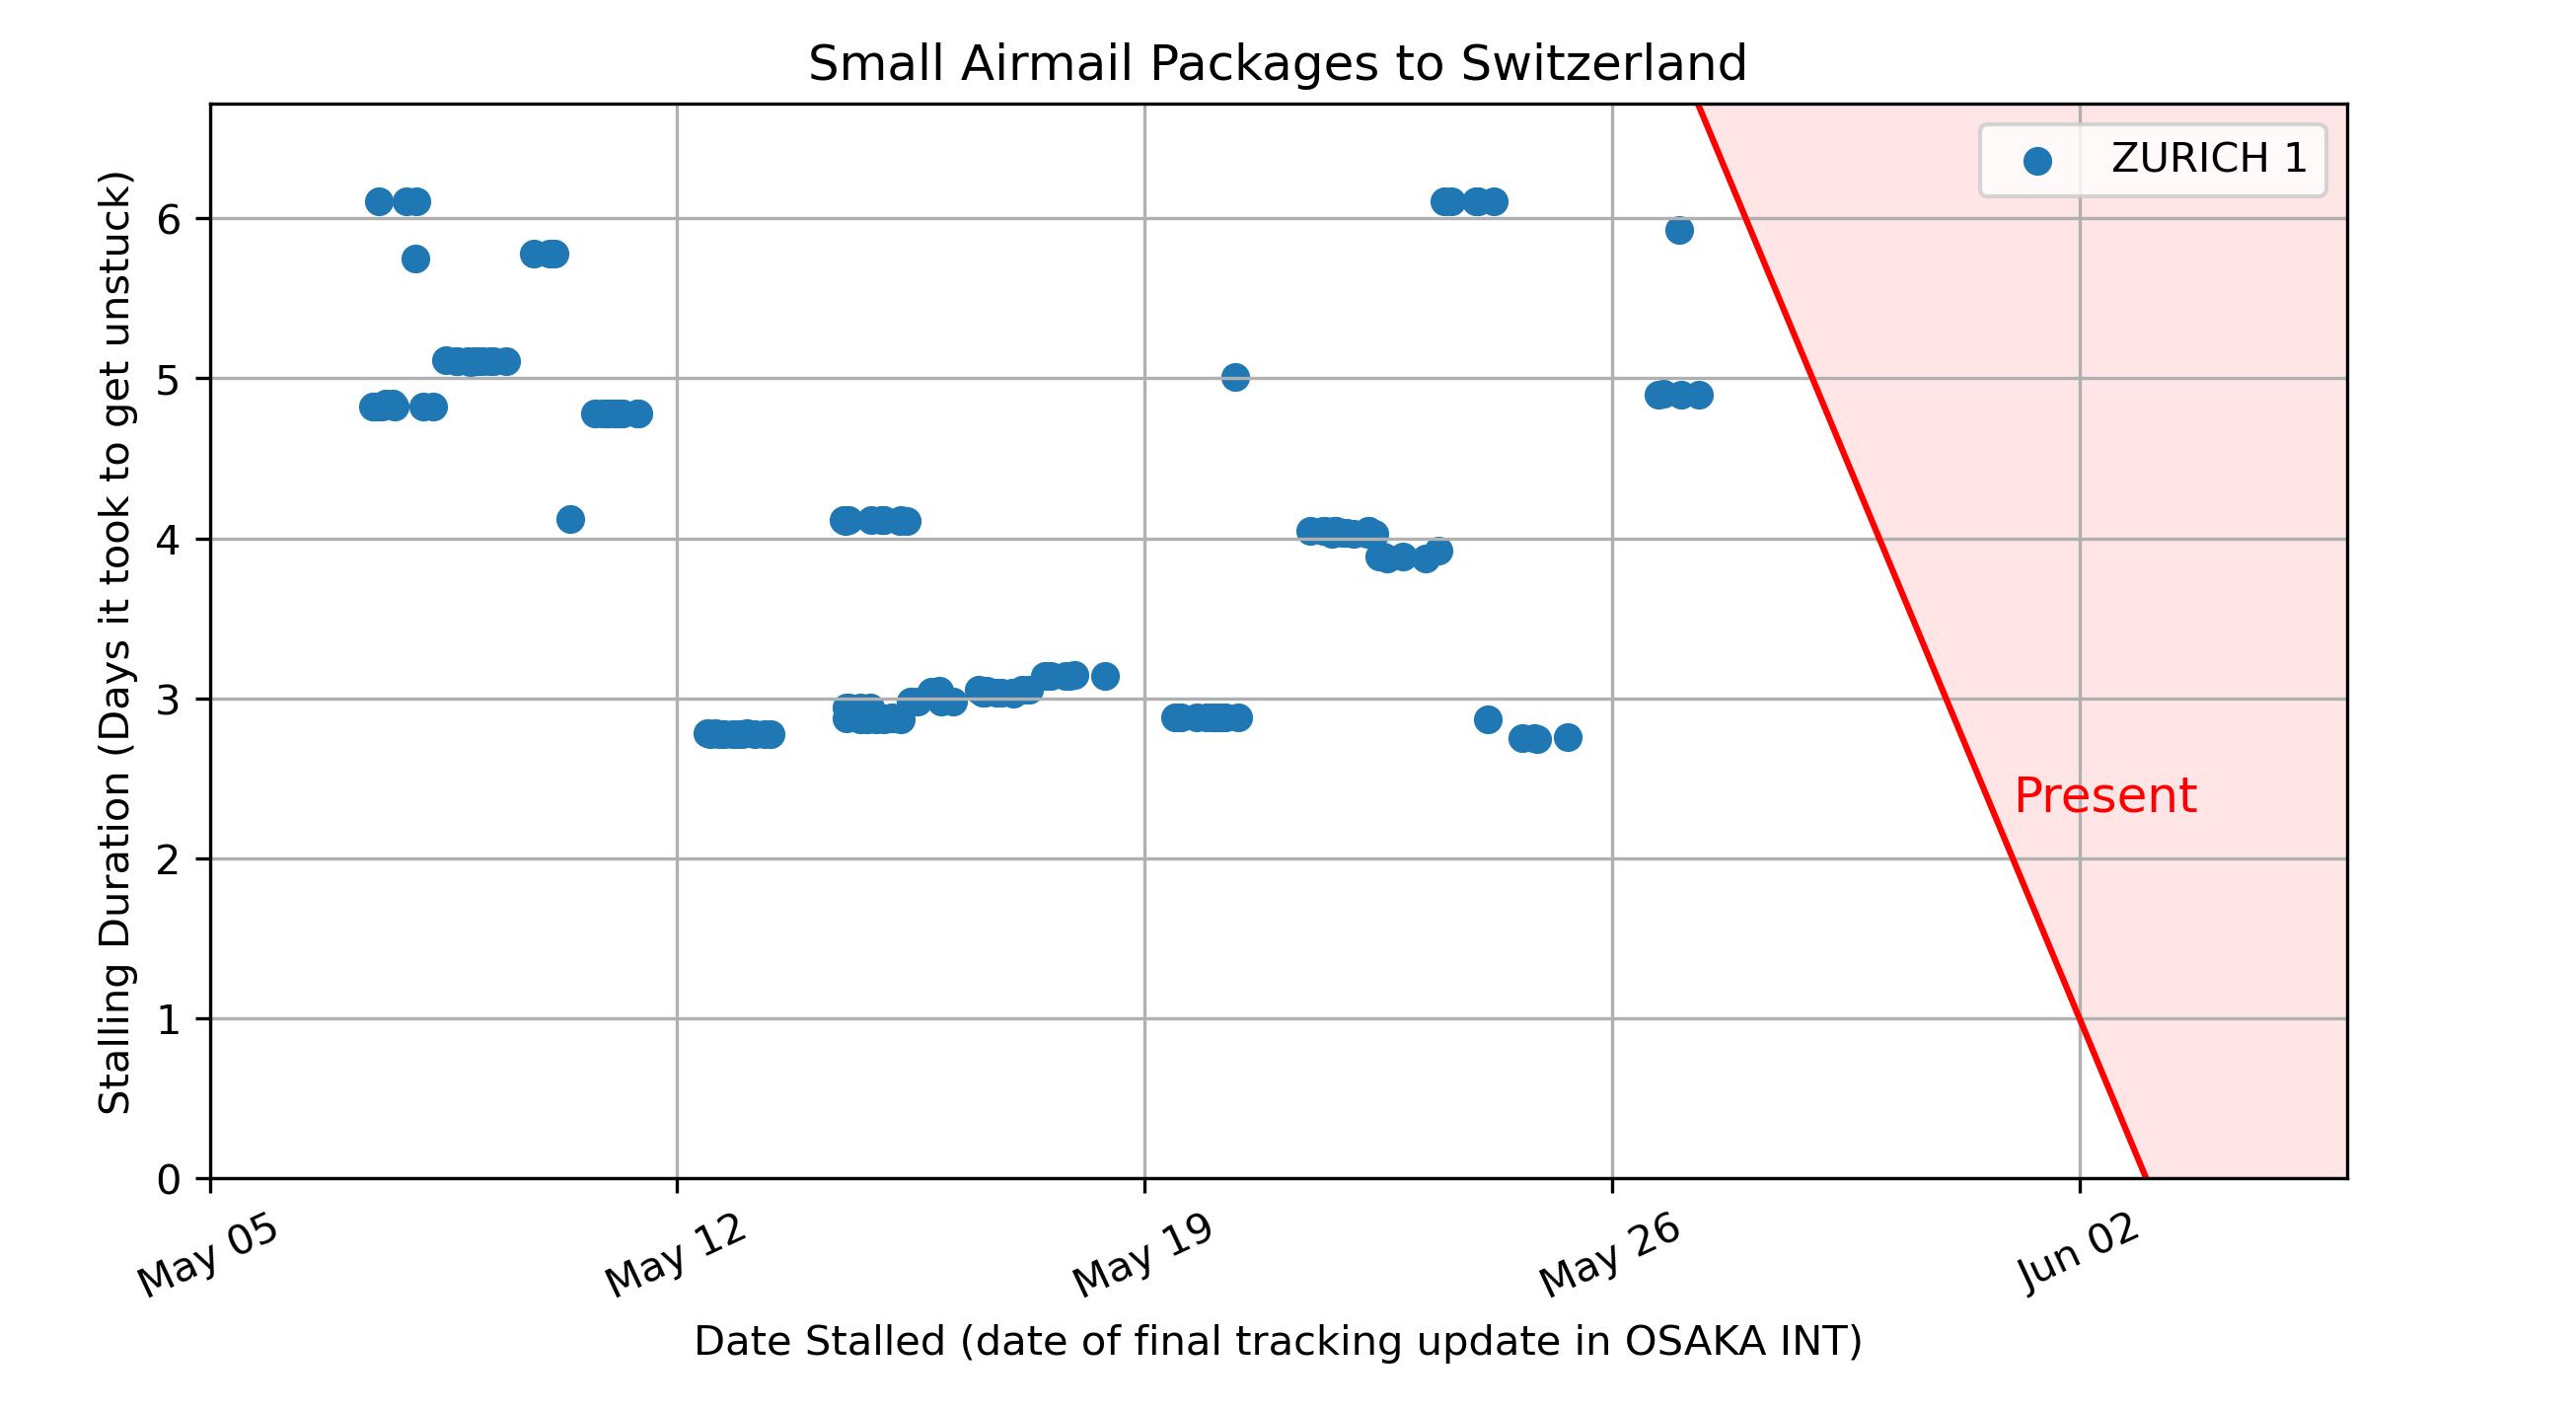 Small Airmail Packages to Switzerland
ZURICH 1
Stalling Duration (Days it took to get unstuck)
6
5
4
3
2
1
0
Present
May 05
May 12
May 19
May 26
Jun 02
Date Stalled (date of final tracking update in OSAKA INT)